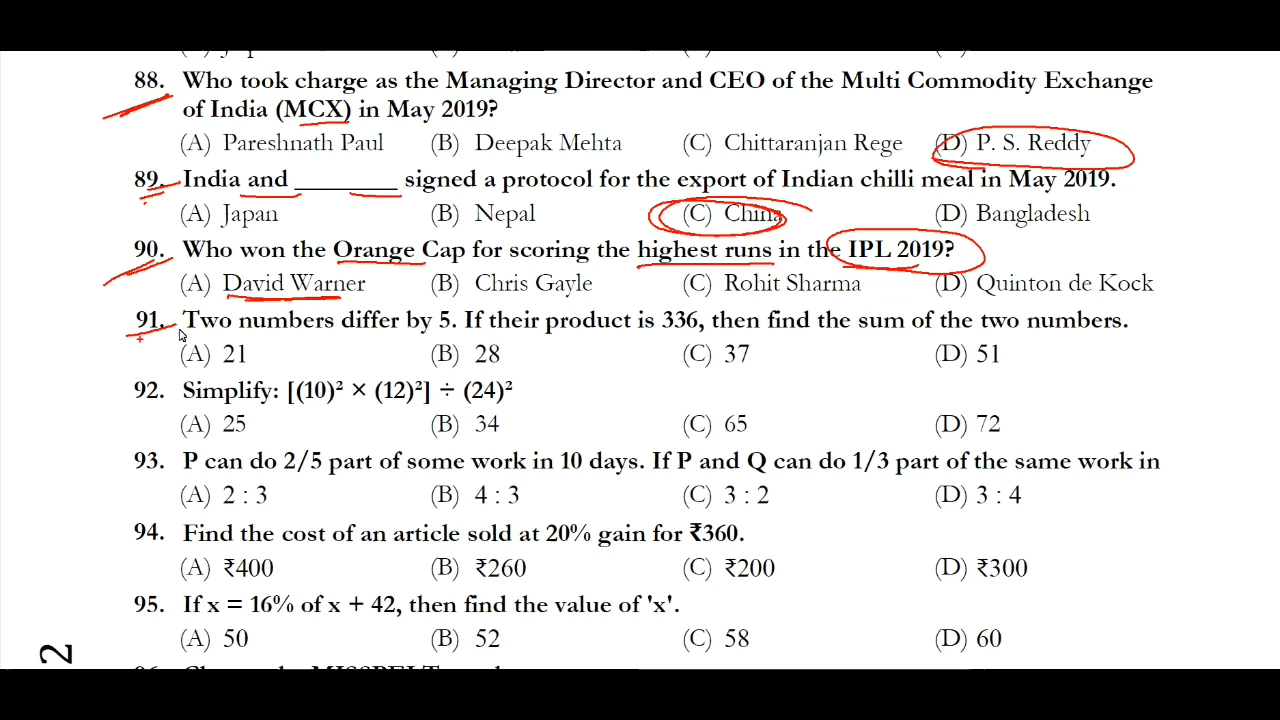 88. Who took charge as the Managing Director and CEO of the Multi Commodity Exchange
of India (MCX) in May 2019?
(A) Pareshnath Paul (B) Deepak Mehta (C) Chittaranjan Rege (D) P. S. Reddy
89. India and _________ signed a protocol for the export of Indian chilli meal in May 2019.
(A) Japan (B) Nepal (C) China (D) Bangladesh
90. Who won the Orange Cap for scoring the highest runs in the IPL 2019?
(A) David Warner (B) Chris Gayle (C) Rohit Sharma (D) Quinton de Kock
91. Two numbers differ by 5. If their product is 336, then find the sum of the two numbers.
(A) 21 (B) 28 (C) 37 (D) 51
92. Simplify: [(10)² × (12)²] ÷ (24)²
(A) 25 (B) 34 (C) 65 (D) 72
93. P can do 2/5 part of some work in 10 days. If P and Q can do 1/3 part of the same work in
(A) 2 : 3 (B) 4 : 3 (C) 3 : 2 (D) 3 : 4
94. Find the cost of an article sold at 20% gain for ₹360.
(A) ₹400 (B) ₹260 (C) ₹200 (D) ₹300
95. If x = 16% of x + 42, then find the value of 'x'.
(A) 50 (B) 52 (C) 58 (D) 60
2